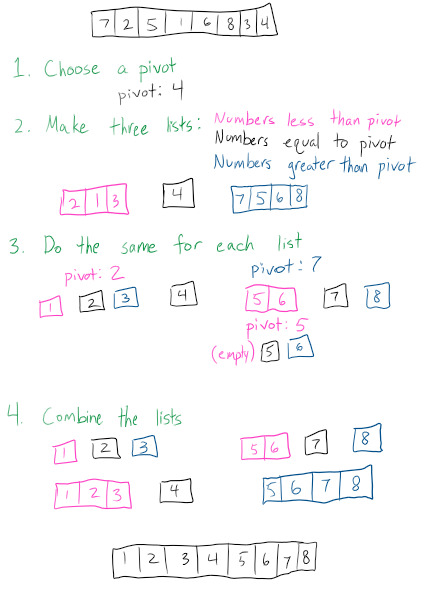 7 2 5 1 6 8 3 4
1. Choose a pivot
pivot: 4
2. Make three lists: Numbers less than pivot
Numbers equal to pivot
Numbers greater than pivot
2 1 3 4 7 5 6 8
3. Do the same for each list
pivot: 2 pivot: 7
1 2 3 4 5 6 7 8
pivot: 5
(empty) 5 6
4. Combine the lists
1 2 3 5 6 7 8
1 2 3 4 5 6 7 8
1 2 3 4 5 6 7 8